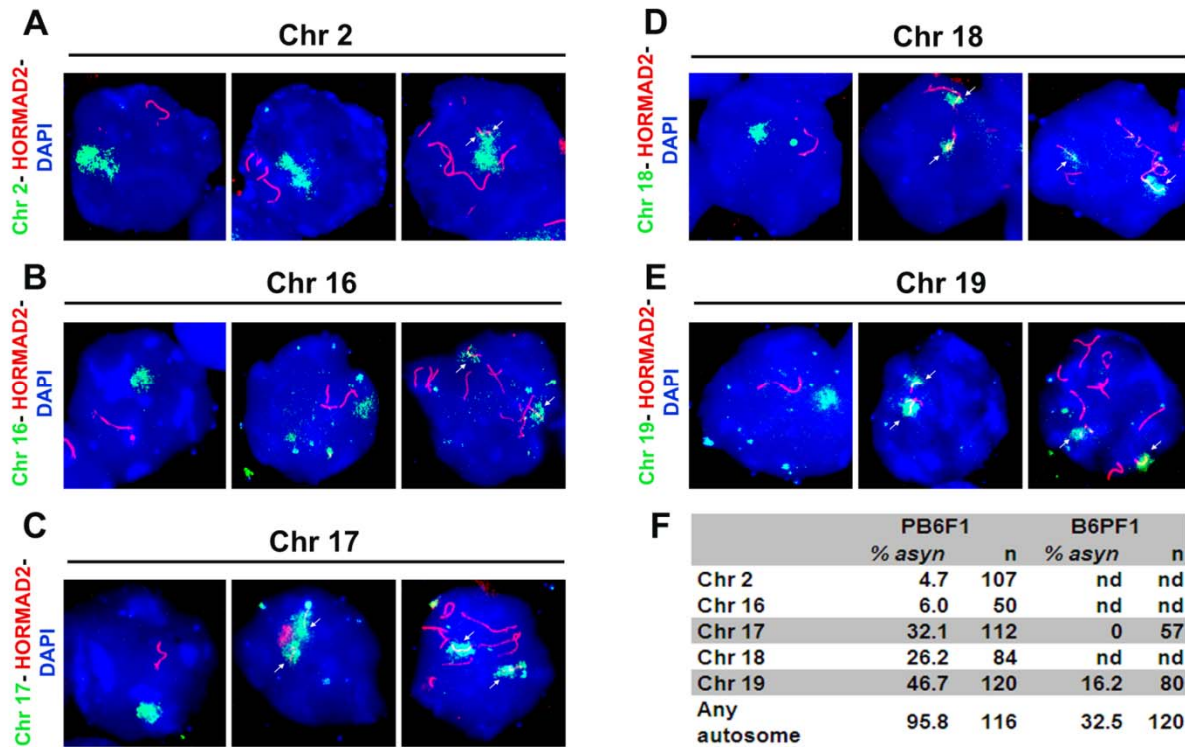 A
Chr 2
Chr 2- HORMAD2-
DAPI
B
Chr 16
Chr 16- HORMAD2-
DAPI
C
Chr 17
Chr 17- HORMAD2-
DAPI
D
Chr 18
Chr 18- HORMAD2-
DAPI
E
Chr 19
Chr 19- HORMAD2-
DAPI
F
PB6F1 B6PF1
% asyn n % asyn n
Chr 2 4.7 107 nd nd
Chr 16 6.0 50 nd nd
Chr 17 32.1 112 0 57
Chr 18 26.2 84 nd nd
Chr 19 46.7 120 16.2 80
Any
autosome 95.8 116 32.5 120